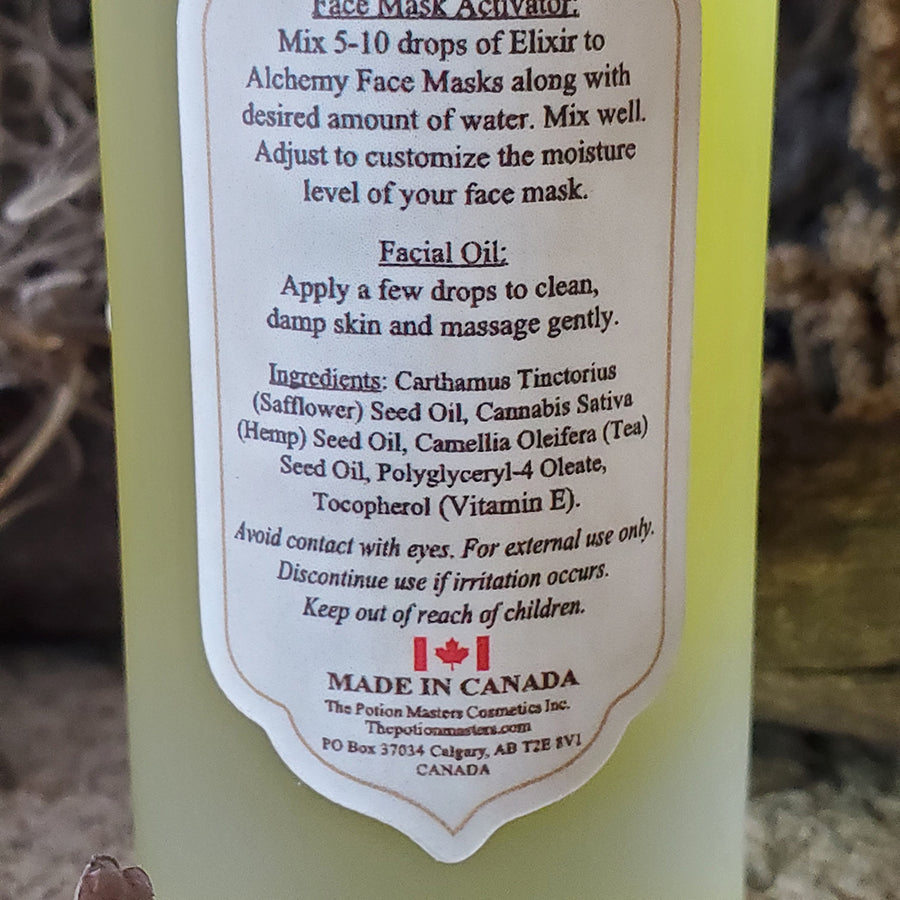 Face Mask Activator:
Mix 5-10 drops of Elixir to
Alchemy Face Masks along with
desired amount of water. Mix well.
Adjust to customize the moisture
level of your face mask.
Facial Oil:
Apply a few drops to clean,
damp skin and massage gently.
Ingredients: Carthamus Tinctorius
(Safflower) Seed Oil, Cannabis Sativa
(Hemp) Seed Oil, Camellia Oleifera (Tea)
Seed Oil, Polyglyceryl-4 Oleate,
Tocopherol (Vitamin E).
Avoid contact with eyes. For external use only.
Discontinue use if irritation occurs.
Keep out of reach of children.
MADE IN CANADA
The Potion Masters Cosmetics Inc.
Thepotionmasters.com
PO Box 37034 Calgary, AB T2E 8V1
CANADA